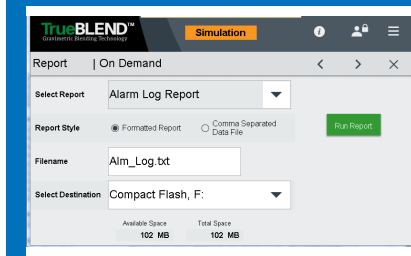 TrueBLEND™
Gravimetric Blending Technology
Simulation
Report | On Demand
Select Report
Alarm Log Report
Report Style
Formatted Report
Comma Separated
Data File
Run Report
Filename
Alm_Log.txt
Select Destination
Compact Flash, F:
Available Space Total Space
102 MB 102 MB